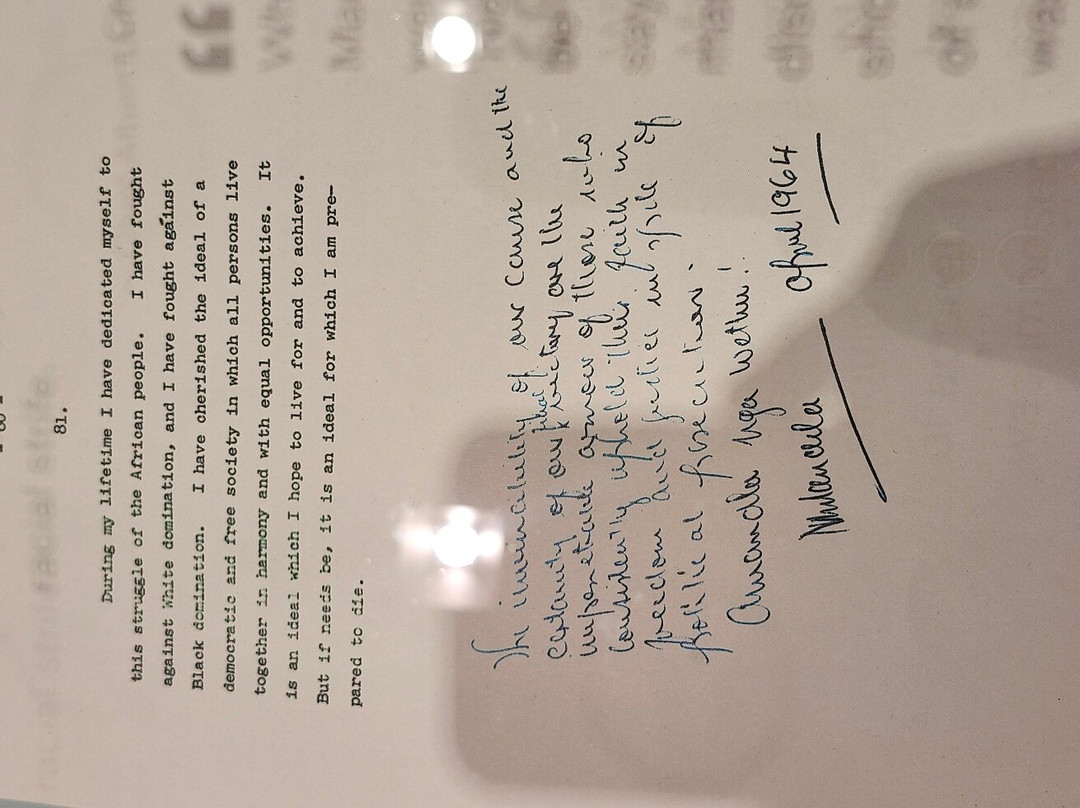 81.
During my lifetime I have dedicated myself to
this struggle of the African people. I have fought
against White domination, and I have fought against
Black domination. I have cherished the ideal of a
democratic and free society in which all persons live
together in harmony and with equal opportunities. It
is an ideal which I hope to live for and to achieve.
But if needs be, it is an ideal for which I am pre-
pared to die.
The invincibility of our cause and the
certainty of our final victory are the
impenetrable armour of those who
consistently uphold their faith in
freedom and justice in spite of
political persecution.
Amandla nga wethu!
NMandela April 1964